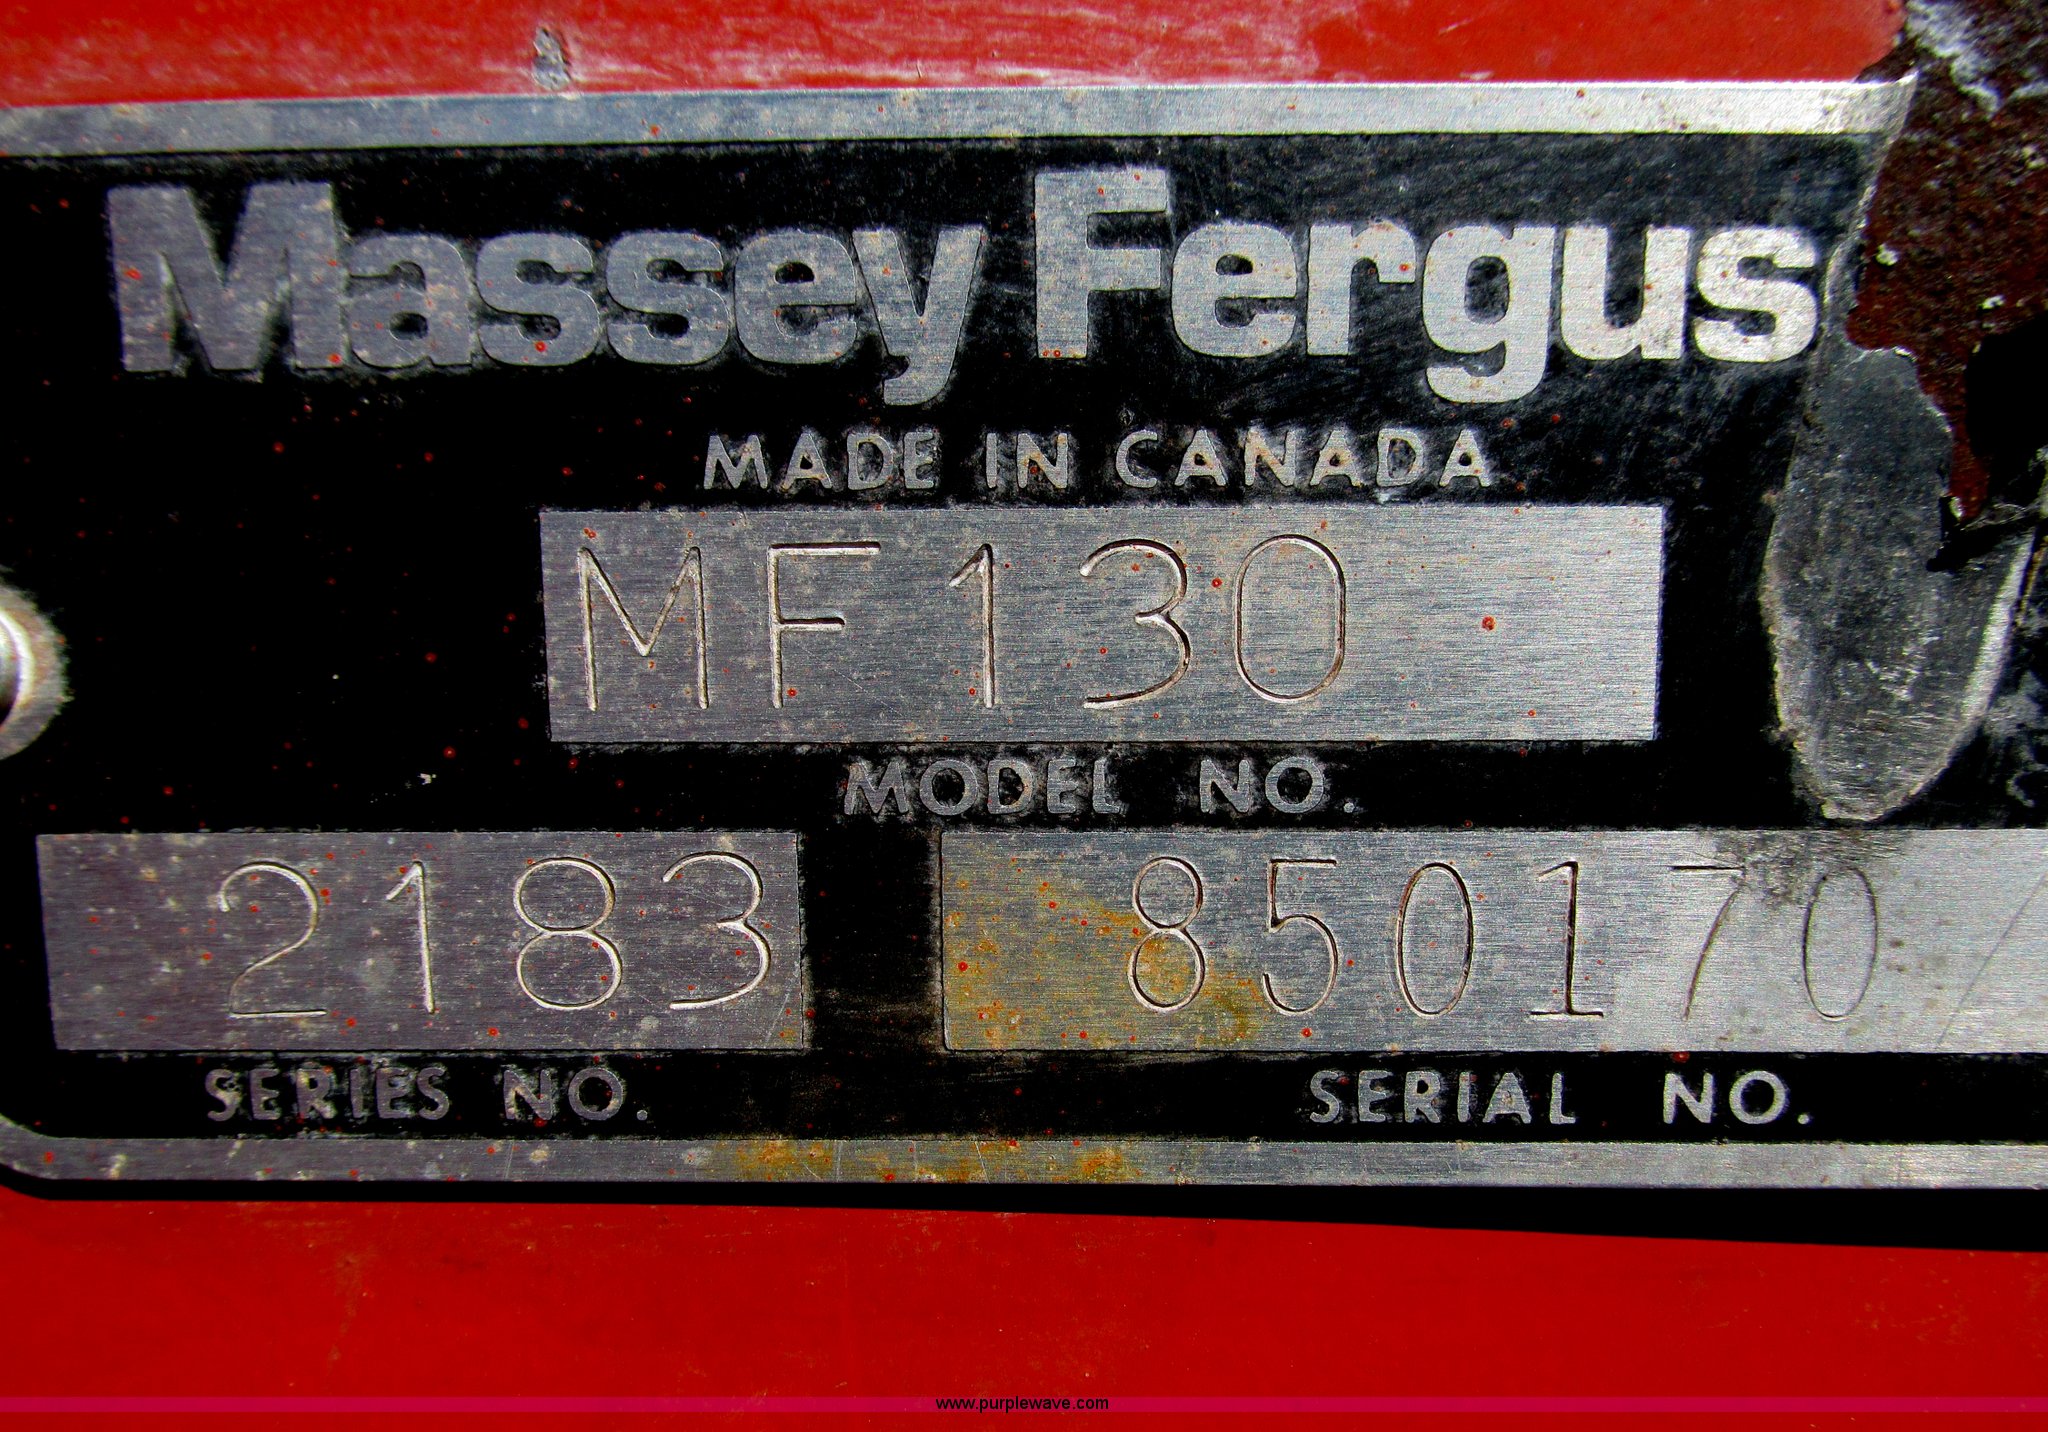 Massey Fergus
MADE IN CANADA
MF130
MODEL NO.
2183 850170
SERIES NO. SERIAL NO.
www.purplewave.com